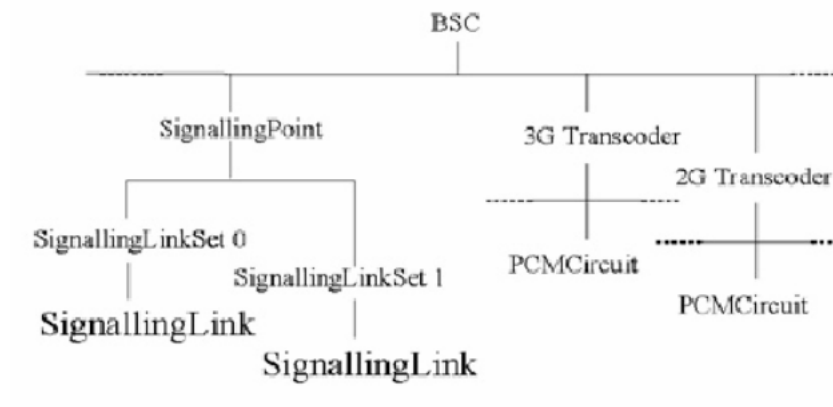 BSC
SignallingPoint
3G Transcoder
2G Transcoder
SignallingLinkSet 0
SignallingLinkSet 1
PCMCircuit
PCMCircuit
SignallingLink
SignallingLink